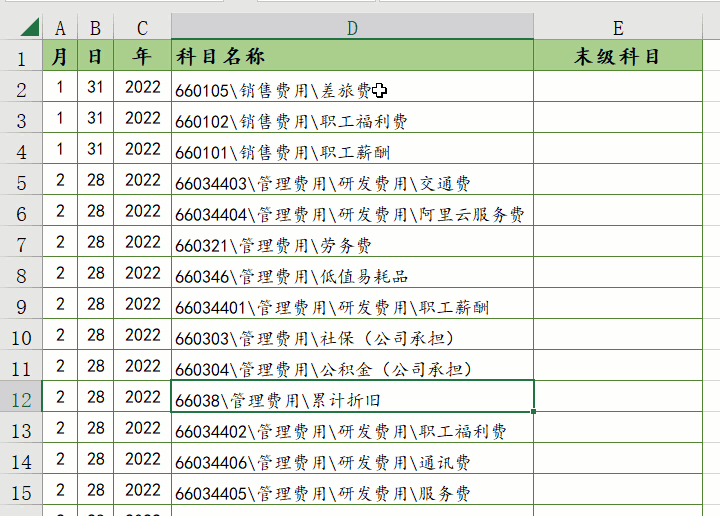 A B C D E
1 月 日 年 科目名称 末级科目
2 1 31 2022 660105\销售费用\差旅费
3 1 31 2022 660102\销售费用\职工福利费
4 1 31 2022 660101\销售费用\职工薪酬
5 2 28 2022 66034403\管理费用\研发费用\交通费
6 2 28 2022 66034404\管理费用\研发费用\阿里云服务费
7 2 28 2022 660321\管理费用\劳务费
8 2 28 2022 660346\管理费用\低值易耗品
9 2 28 2022 66034401\管理费用\研发费用\职工薪酬
10 2 28 2022 660303\管理费用\社保（公司承担）
11 2 28 2022 660304\管理费用\公积金（公司承担）
12 2 28 2022 66038\管理费用\累计折旧
13 2 28 2022 66034402\管理费用\研发费用\职工福利费
14 2 28 2022 66034406\管理费用\研发费用\通讯费
15 2 28 2022 66034405\管理费用\研发费用\服务费